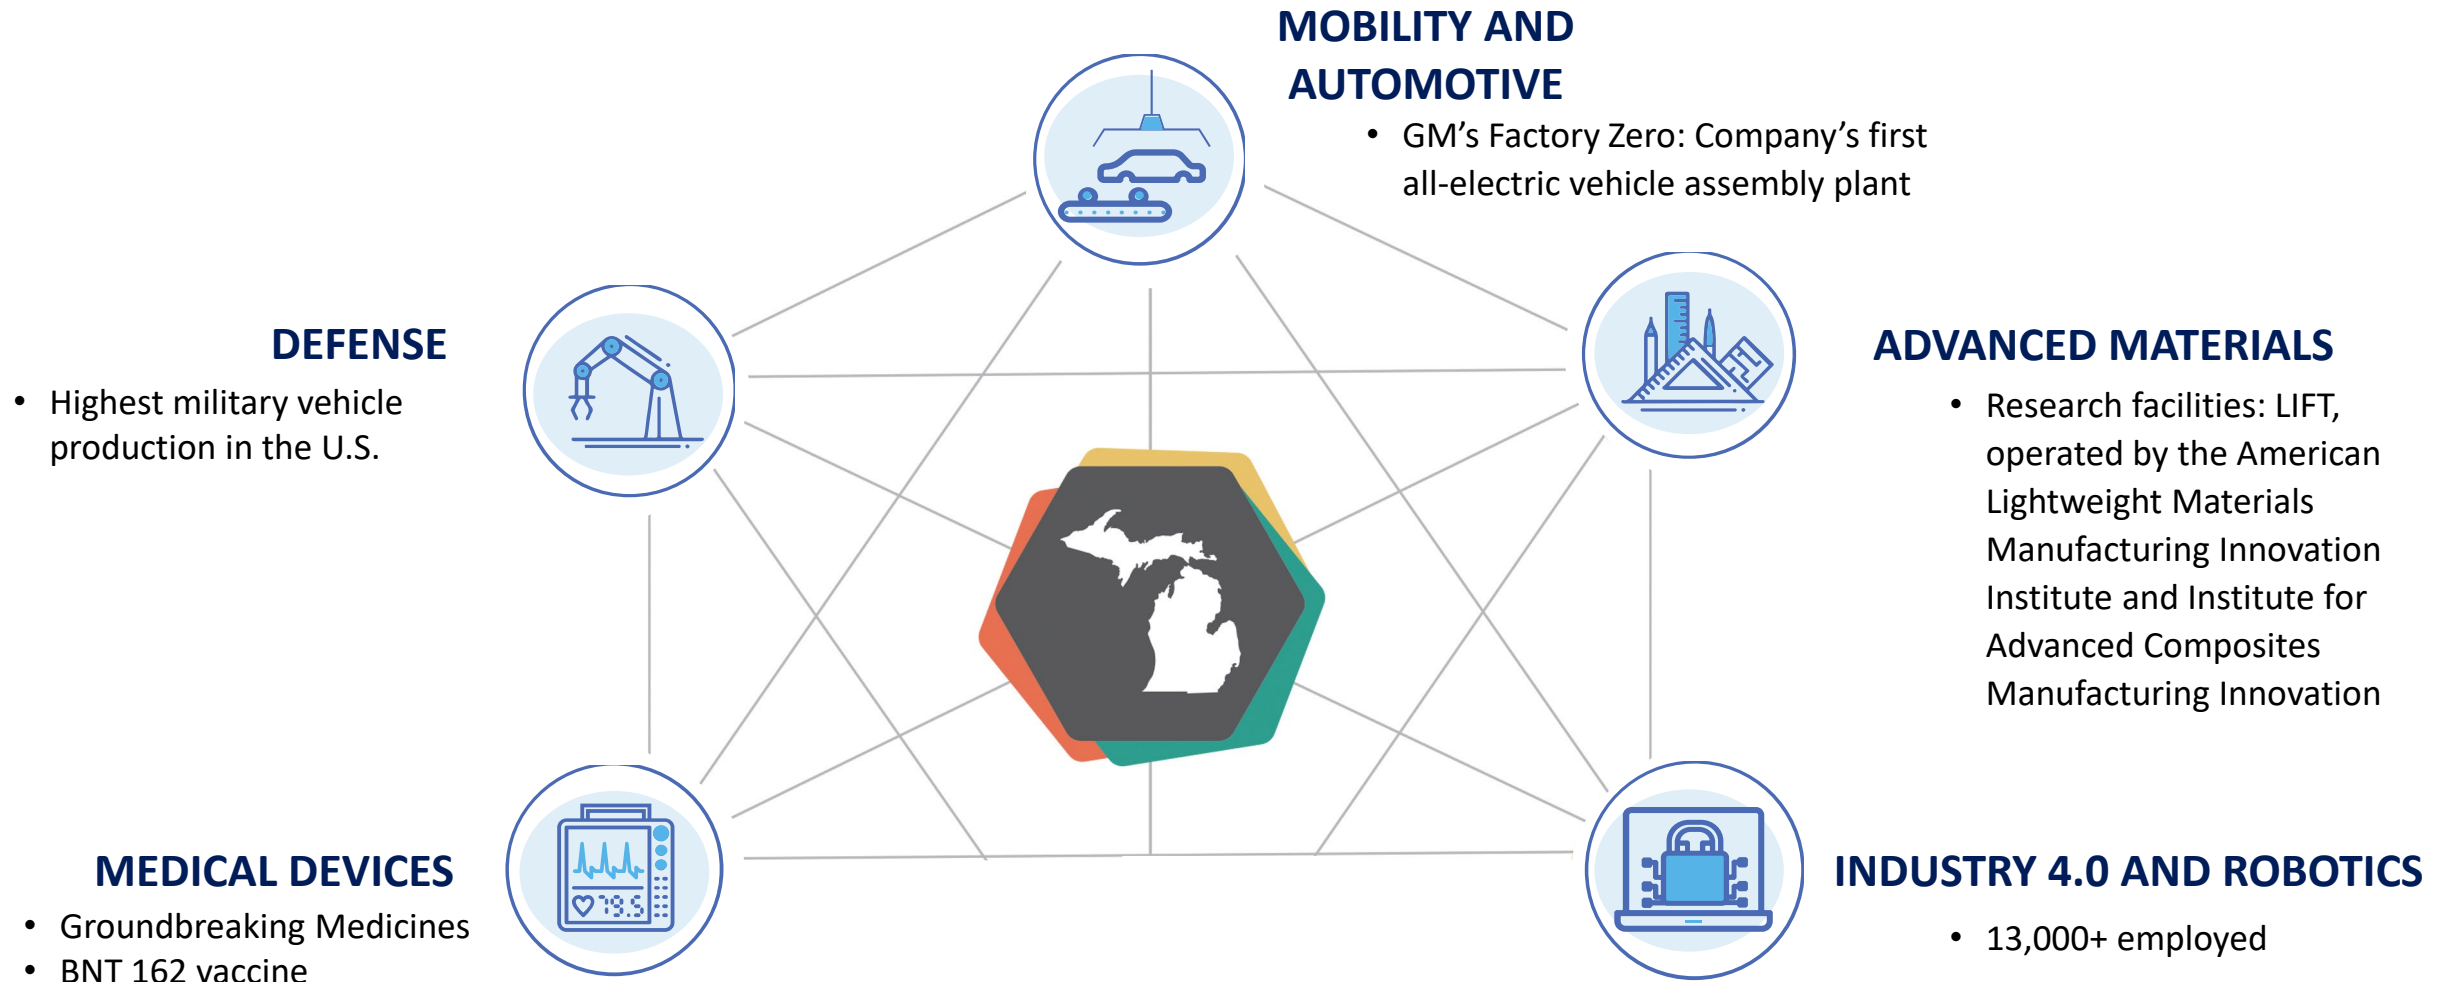 MOBILITY AND
AUTOMOTIVE
• GM’s Factory Zero: Company’s first
all-electric vehicle assembly plant
DEFENSE
• Highest military vehicle
production in the U.S.
ADVANCED MATERIALS
• Research facilities: LIFT,
operated by the American
Lightweight Materials
Manufacturing Innovation
Institute and Institute for
Advanced Composites
Manufacturing Innovation
MEDICAL DEVICES
• Groundbreaking Medicines
• BNT 162 vaccine
79.5
INDUSTRY 4.0 AND ROBOTICS
• 13,000+ employed